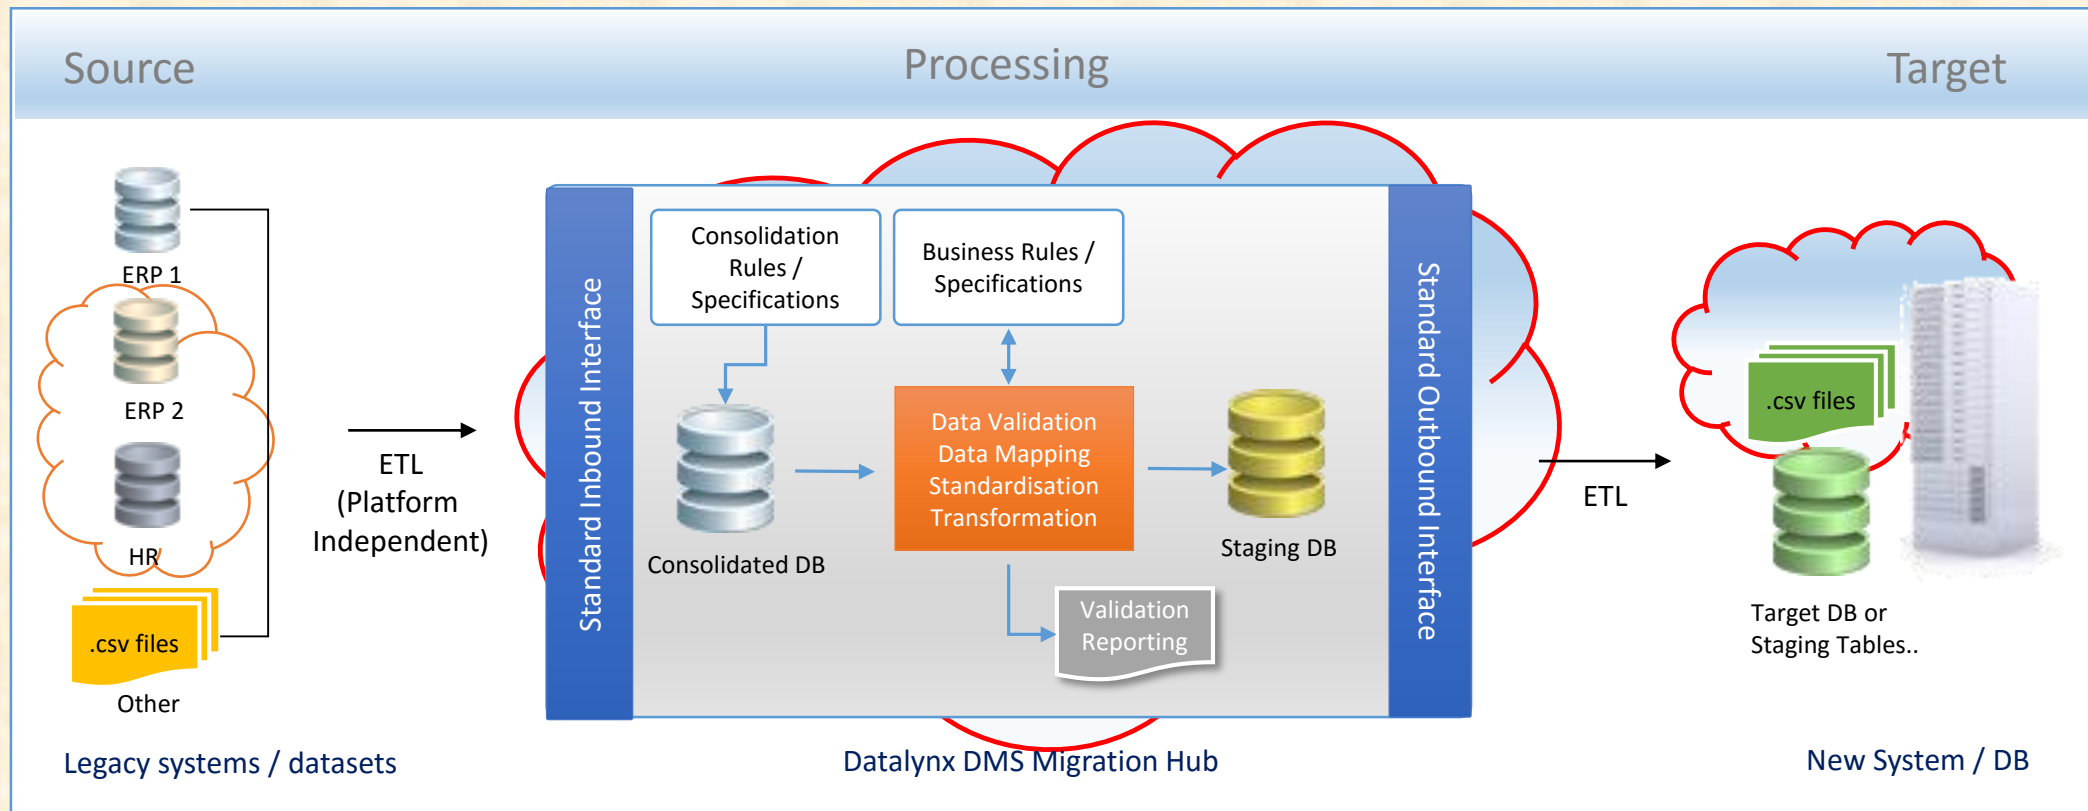 Source
Processing
Target
ERP 1
ERP 2
HR
.csv files
Other
Legacy systems / datasets
ETL
(Platform
Independent)
Standard Inbound Interface
Consolidation
Rules /
Specifications
Business Rules /
Specifications
Consolidated DB
Data Validation
Data Mapping
Standardisation
Transformation
Staging DB
Validation
Reporting
Standard Outbound Interface
Datalynx DMS Migration Hub
ETL
.csv files
Target DB or
Staging Tables..
New System / DB